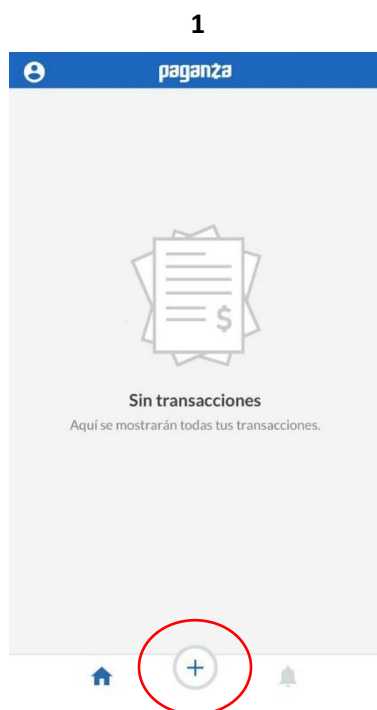 1
paganza
$
Sin transacciones
Aquí se mostrarán todas tus transacciones.